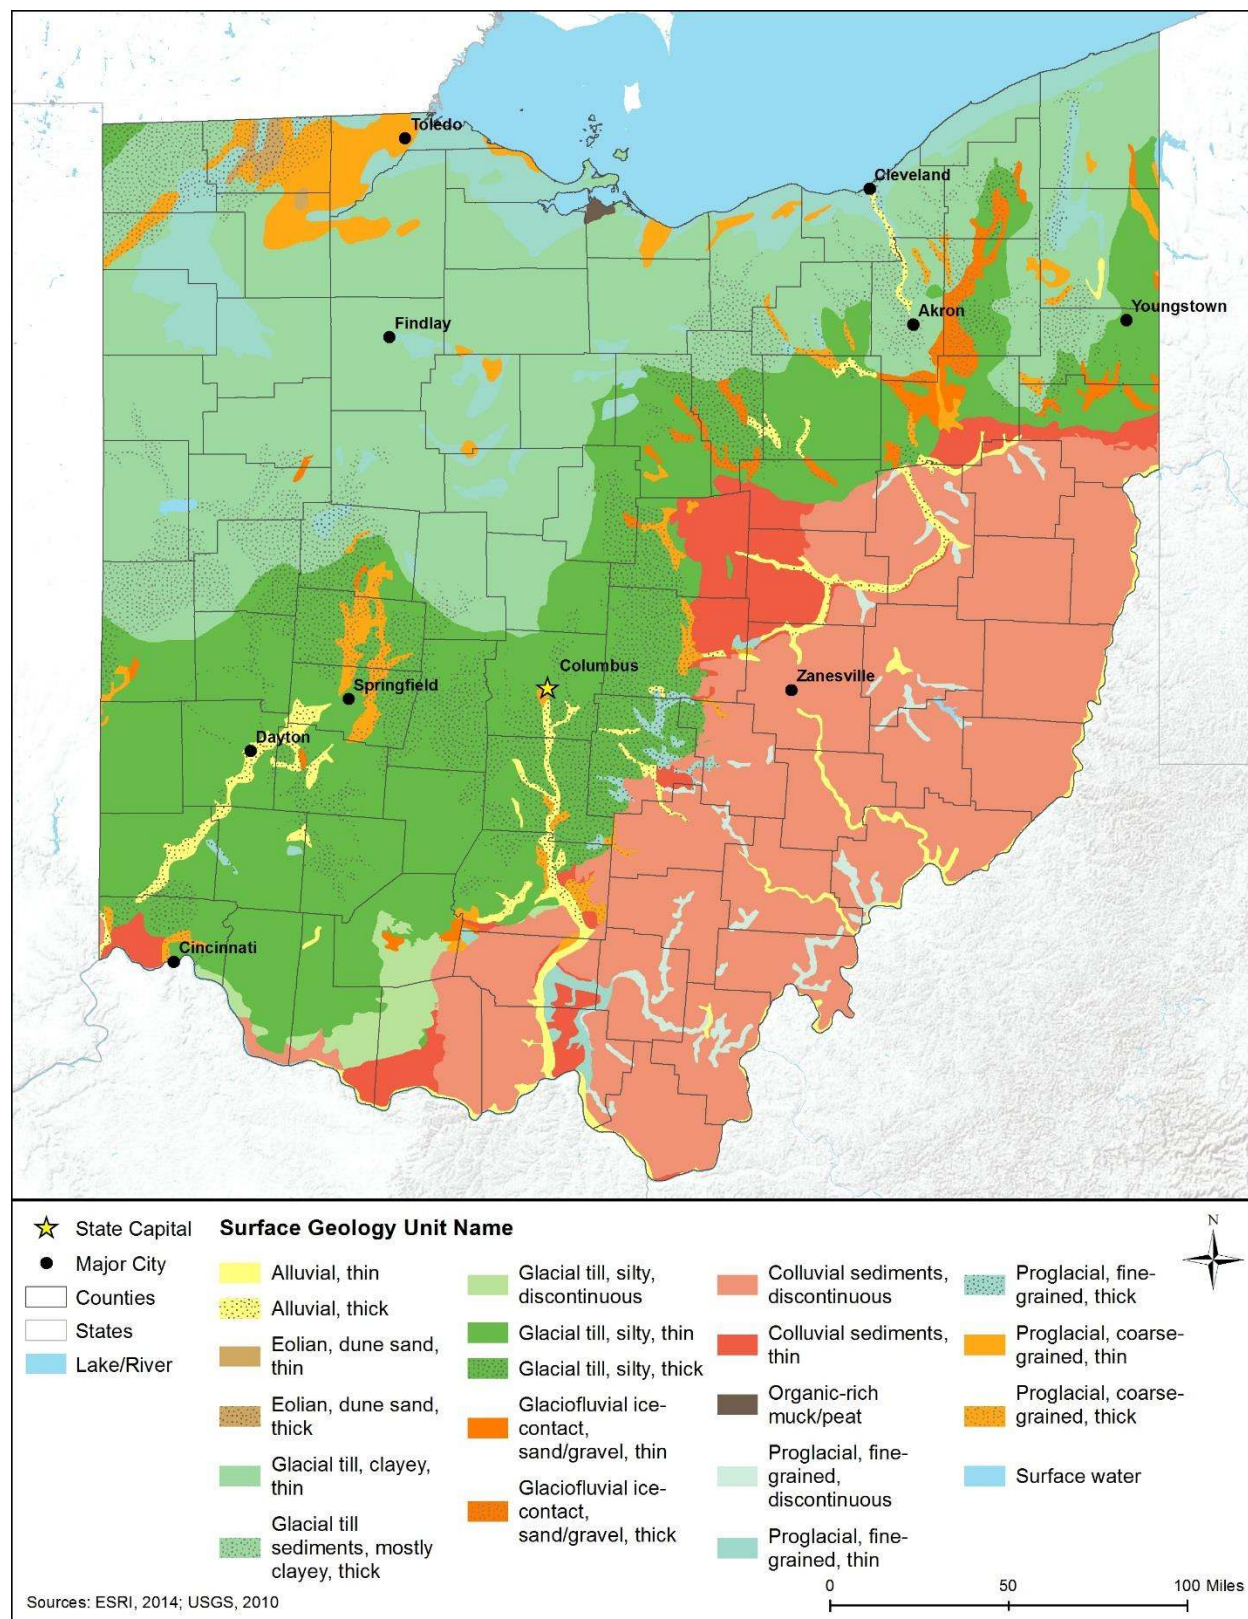 Toledo
Cleveland
Findlay
Akron
Youngstown
Columbus
Zanesville
Springfield
Dayton
Cincinnati
State Capital
Major City
Counties
States
Lake/River
Surface Geology Unit Name
Alluvial, thin
Alluvial, thick
Eolian, dune sand,
thin
Eolian, dune sand,
thick
Glacial till, clayey,
thin
Glacial till
sediments, mostly
clayey, thick
Glacial till, silty,
discontinuous
Glacial till, silty, thin
Glacial till, silty, thick
Glaciofluvial ice-
contact,
sand/gravel, thin
Glaciofluvial ice-
contact,
sand/gravel, thick
Colluvial sediments,
discontinuous
Colluvial sediments,
thin
Organic-rich
muck/peat
Proglacial, fine-
grained,
discontinuous
Proglacial, fine-
grained, thin
Proglacial, fine-
grained, thick
Proglacial, coarse-
grained, thin
Proglacial, coarse-
grained, thick
Surface water
N
0 50 100 Miles
Sources: ESRI, 2014; USGS, 2010